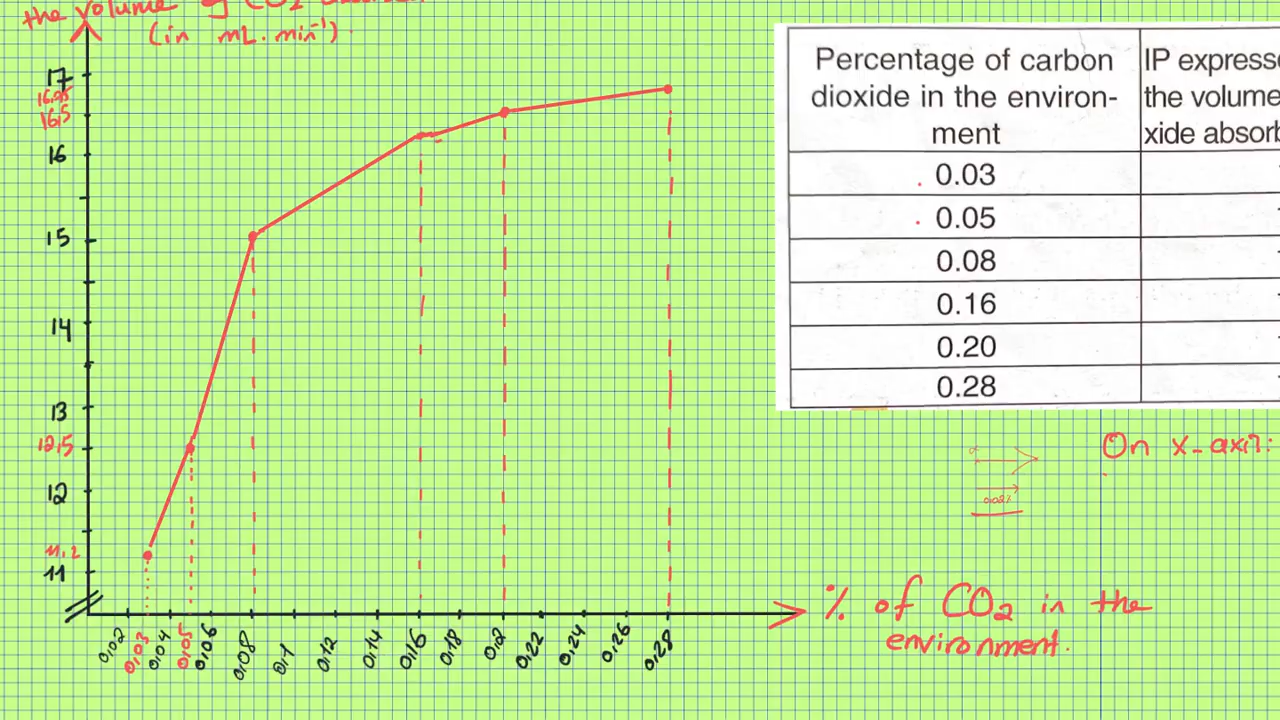 the volume of CO2
(in mL.min⁻¹).
17
16.95
16,5
16
15
14
13
12,5
12
11,2
11
0,02 0,03 0,04 0,05 0,06 0,08 0,1 0,12 0,14 0,16 0,18 0,2 0,22 0,24 0,26 0,28
% of CO2 in the
environment.
Percentage of carbon
dioxide in the environ-
ment
IP expresse
the volume
xide absorb
0.03
0.05
0.08
0.16
0.20
0.28
On x-axis:
0.02%